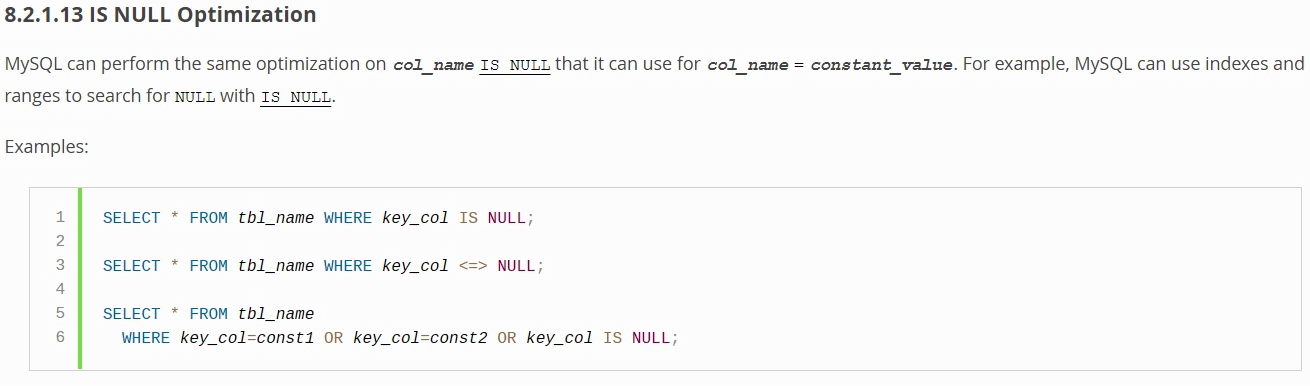 8.2.1.13 IS NULL Optimization
MySQL can perform the same optimization on col_name IS NULL that it can use for col_name = constant_value. For example, MySQL can use indexes and
ranges to search for NULL with IS NULL.
Examples:
1 SELECT * FROM tbl_name WHERE key_col IS NULL;
2
3 SELECT * FROM tbl_name WHERE key_col <=> NULL;
4
5 SELECT * FROM tbl_name
6 WHERE key_col=const1 OR key_col=const2 OR key_col IS NULL;